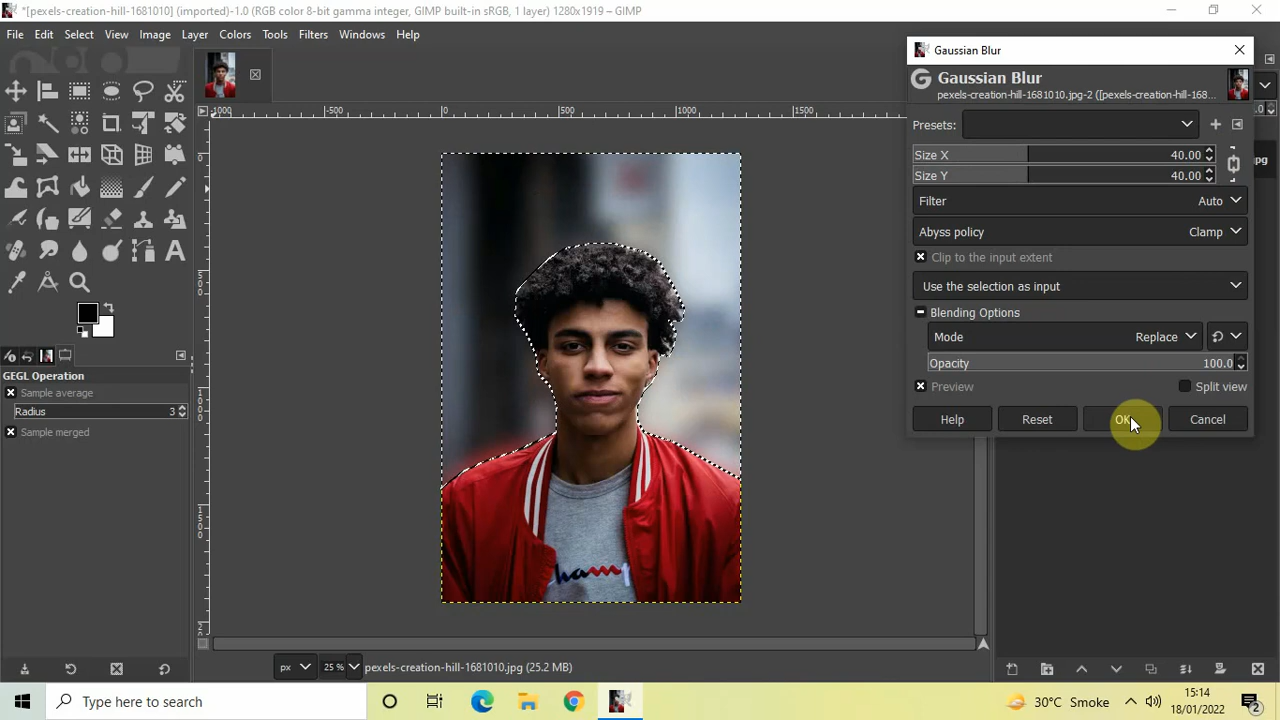 *[pexels-creation-hill-1681010] (imported)-1.0 (RGB color 8-bit gamma integer, GIMP built-in sRGB, 1 layer) 1280x1919 – GIMP
File Edit Select View Image Layer Colors Tools Filters Windows Help
Gaussian Blur
Gaussian Blur
pexels-creation-hill-1681010.jpg-2 ([pexels-creation-hill-168...
Presets:
Size X 40.00
Size Y 40.00
Filter Auto
Abyss policy Clamp
Clip to the input extent
Use the selection as input
Blending Options
Mode Replace
Opacity 100.0
Preview Split view
Help Reset OK Cancel
-1000 -500 0 500 1000 1500
0
500
1000
1500
GEGL Operation
Sample average
Radius 3
Sample merged
px 25 % pexels-creation-hill-1681010.jpg (25.2 MB)
Type here to search
30°C Smoke
15:14
18/01/2022
2